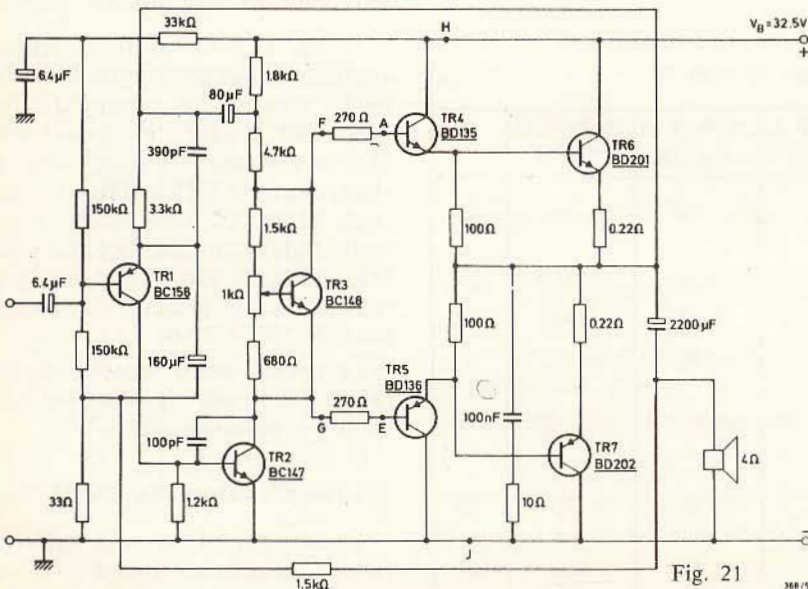 33kΩ
H
V_B = 32.5V
+
6.4µF
1.8kΩ
80µF
F
270Ω
A
TR4
BD135
TR6
BD201
390pF
4.7kΩ
150kΩ
3.3kΩ
1.5kΩ
100Ω
0.22Ω
6.4µF
TR1
BC158
1kΩ
TR3
BC148
2200µF
150kΩ
160µF
680Ω
100Ω
0.22Ω
TR5
BD136
270Ω
G
E
100pF
TR2
BC147
100nF
TR7
BD202
4Ω
33Ω
1.2kΩ
10Ω
-
J
1.5kΩ
Fig. 21